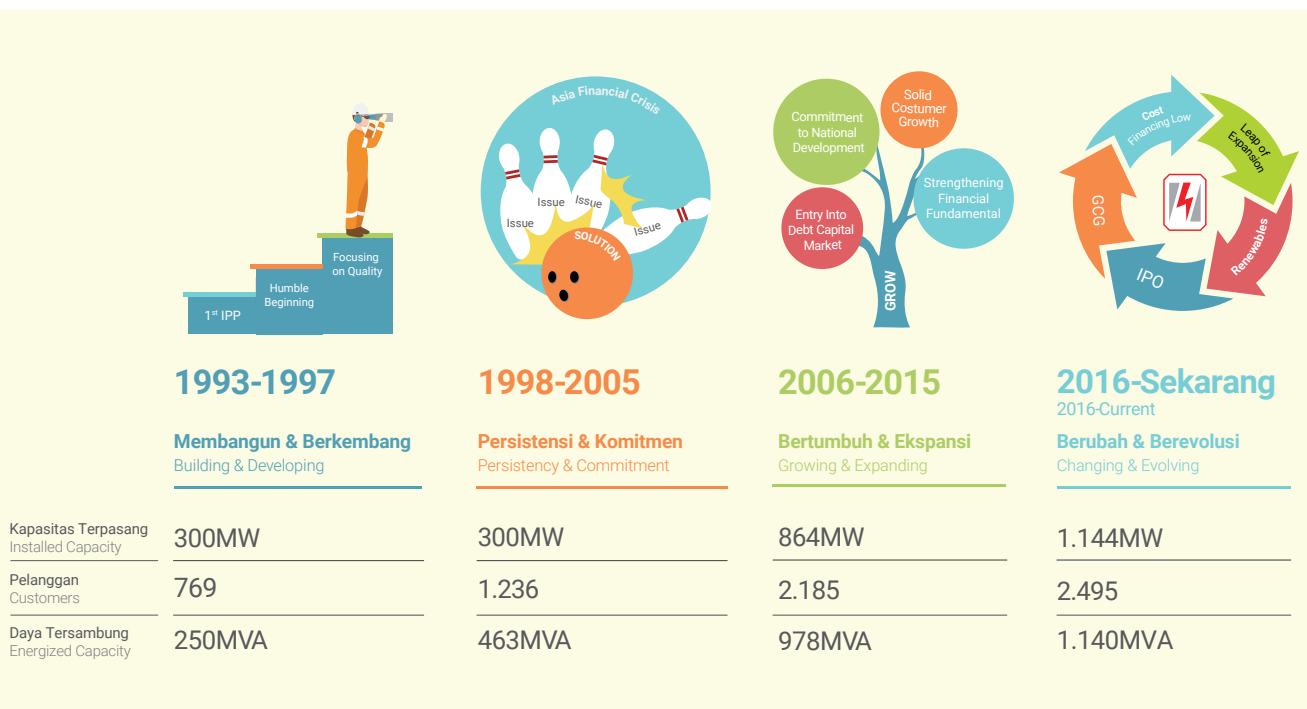 1st IPP
Humble
Beginning
Focusing
on Quality
Asia Financial Crisis
Issue
Issue
Issue
Issue
SOLUTION
Commitment
to National
Development
Solid
Costumer
Growth
Strengthening
Financial
Fundamental
Entry Into
Debt Capital
Market
GROW
Cost
Financing Low
Leap of
Expansion
Renewables
IPO
GCG
1993-1997
Membangun & Berkembang
Building & Developing
1998-2005
Persistensi & Komitmen
Persistency & Commitment
2006-2015
Bertumbuh & Ekspansi
Growing & Expanding
2016-Sekarang
2016-Current
Berubah & Berevolusi
Changing & Evolving
Kapasitas Terpasang
Installed Capacity
300MW
300MW
864MW
1.144MW
Pelanggan
Customers
769
1.236
2.185
2.495
Daya Tersambung
Energized Capacity
250MVA
463MVA
978MVA
1.140MVA